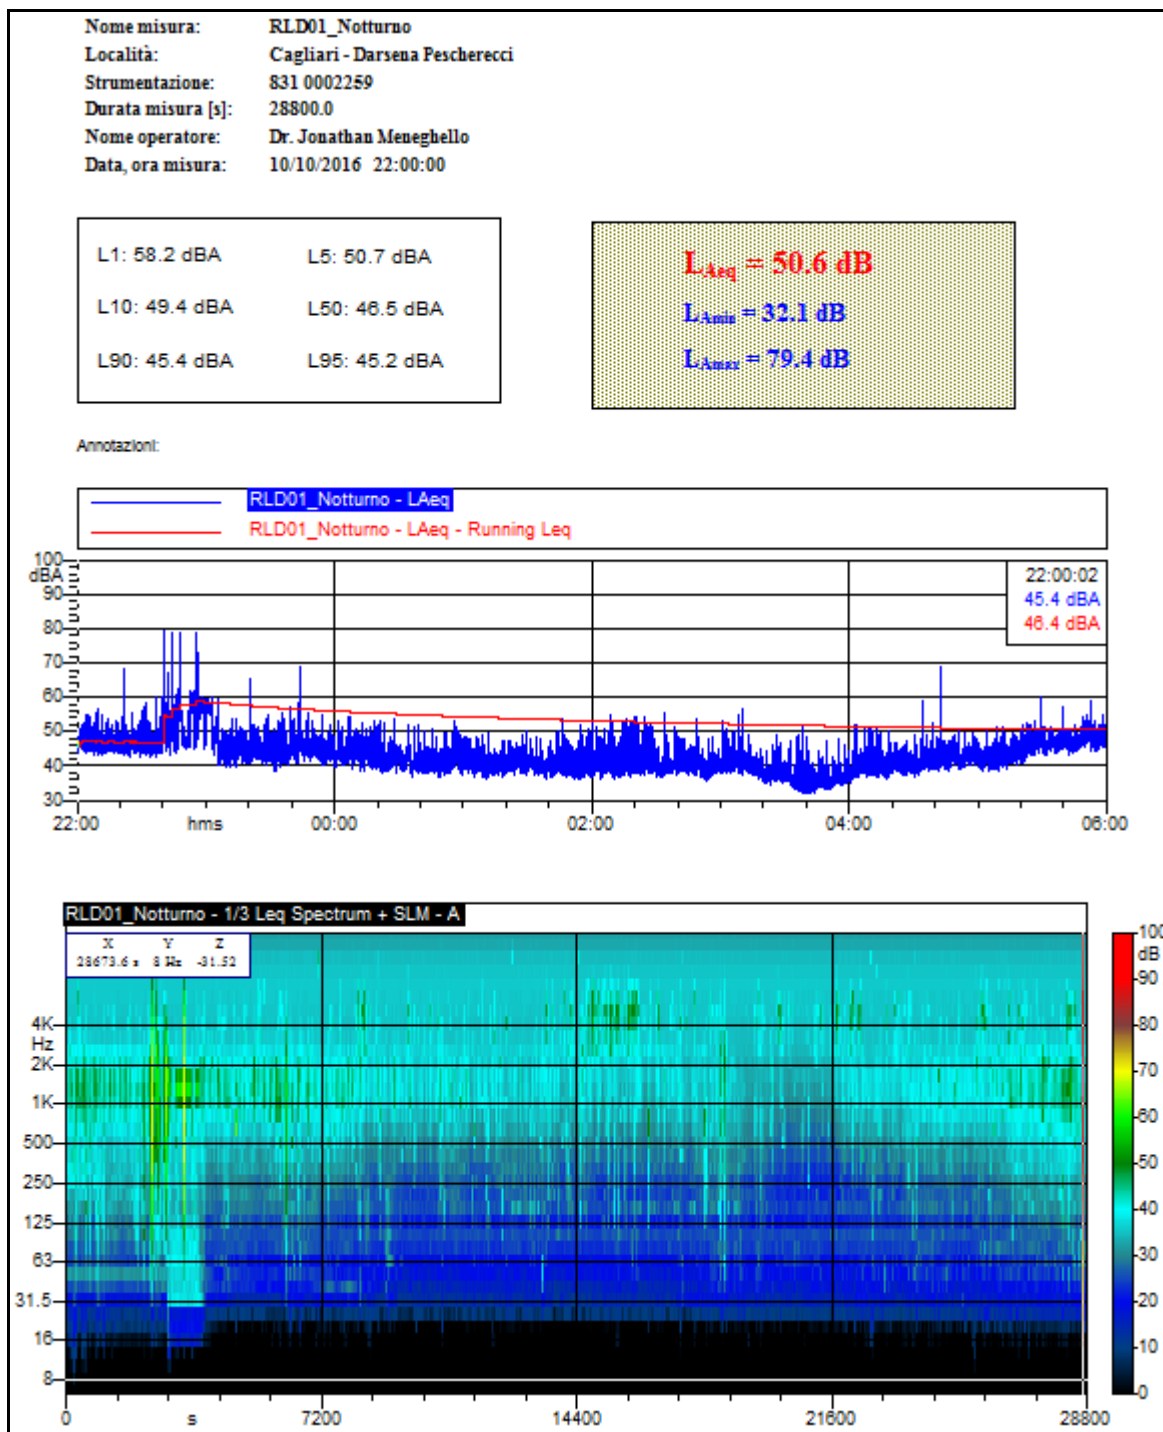 Nome misura: RLD01_Notturno
Località: Cagliari - Darsena Pescherecci
Strumentazione: 831 0002259
Durata misura [s]: 28800.0
Nome operatore: Dr. Jonathan Meneghello
Data, ora misura: 10/10/2016 22:00:00
L1: 58.2 dBA L5: 50.7 dBA
L10: 49.4 dBA L50: 46.5 dBA
L90: 45.4 dBA L95: 45.2 dBA
LAeq = 50.6 dB
LAmin = 32.1 dB
LAmax = 79.4 dB
Annotazioni:
RLD01_Notturno - LAeq
RLD01_Notturno - LAeq - Running Leq
100
dBA
90
80
70
60
50
40
30
22:00:02
45.4 dBA
46.4 dBA
22:00 hms 00:00 02:00 04:00 06:00
RLD01_Notturno - 1/3 Leq Spectrum + SLM - A
X Y Z
28673.6 s 8 Hz -31.52
4K
Hz
2K
1K
500
250
125
63
31.5
16
8
0 s 7200 14400 21600 28800
100
dB
90
80
70
60
50
40
30
20
10
0